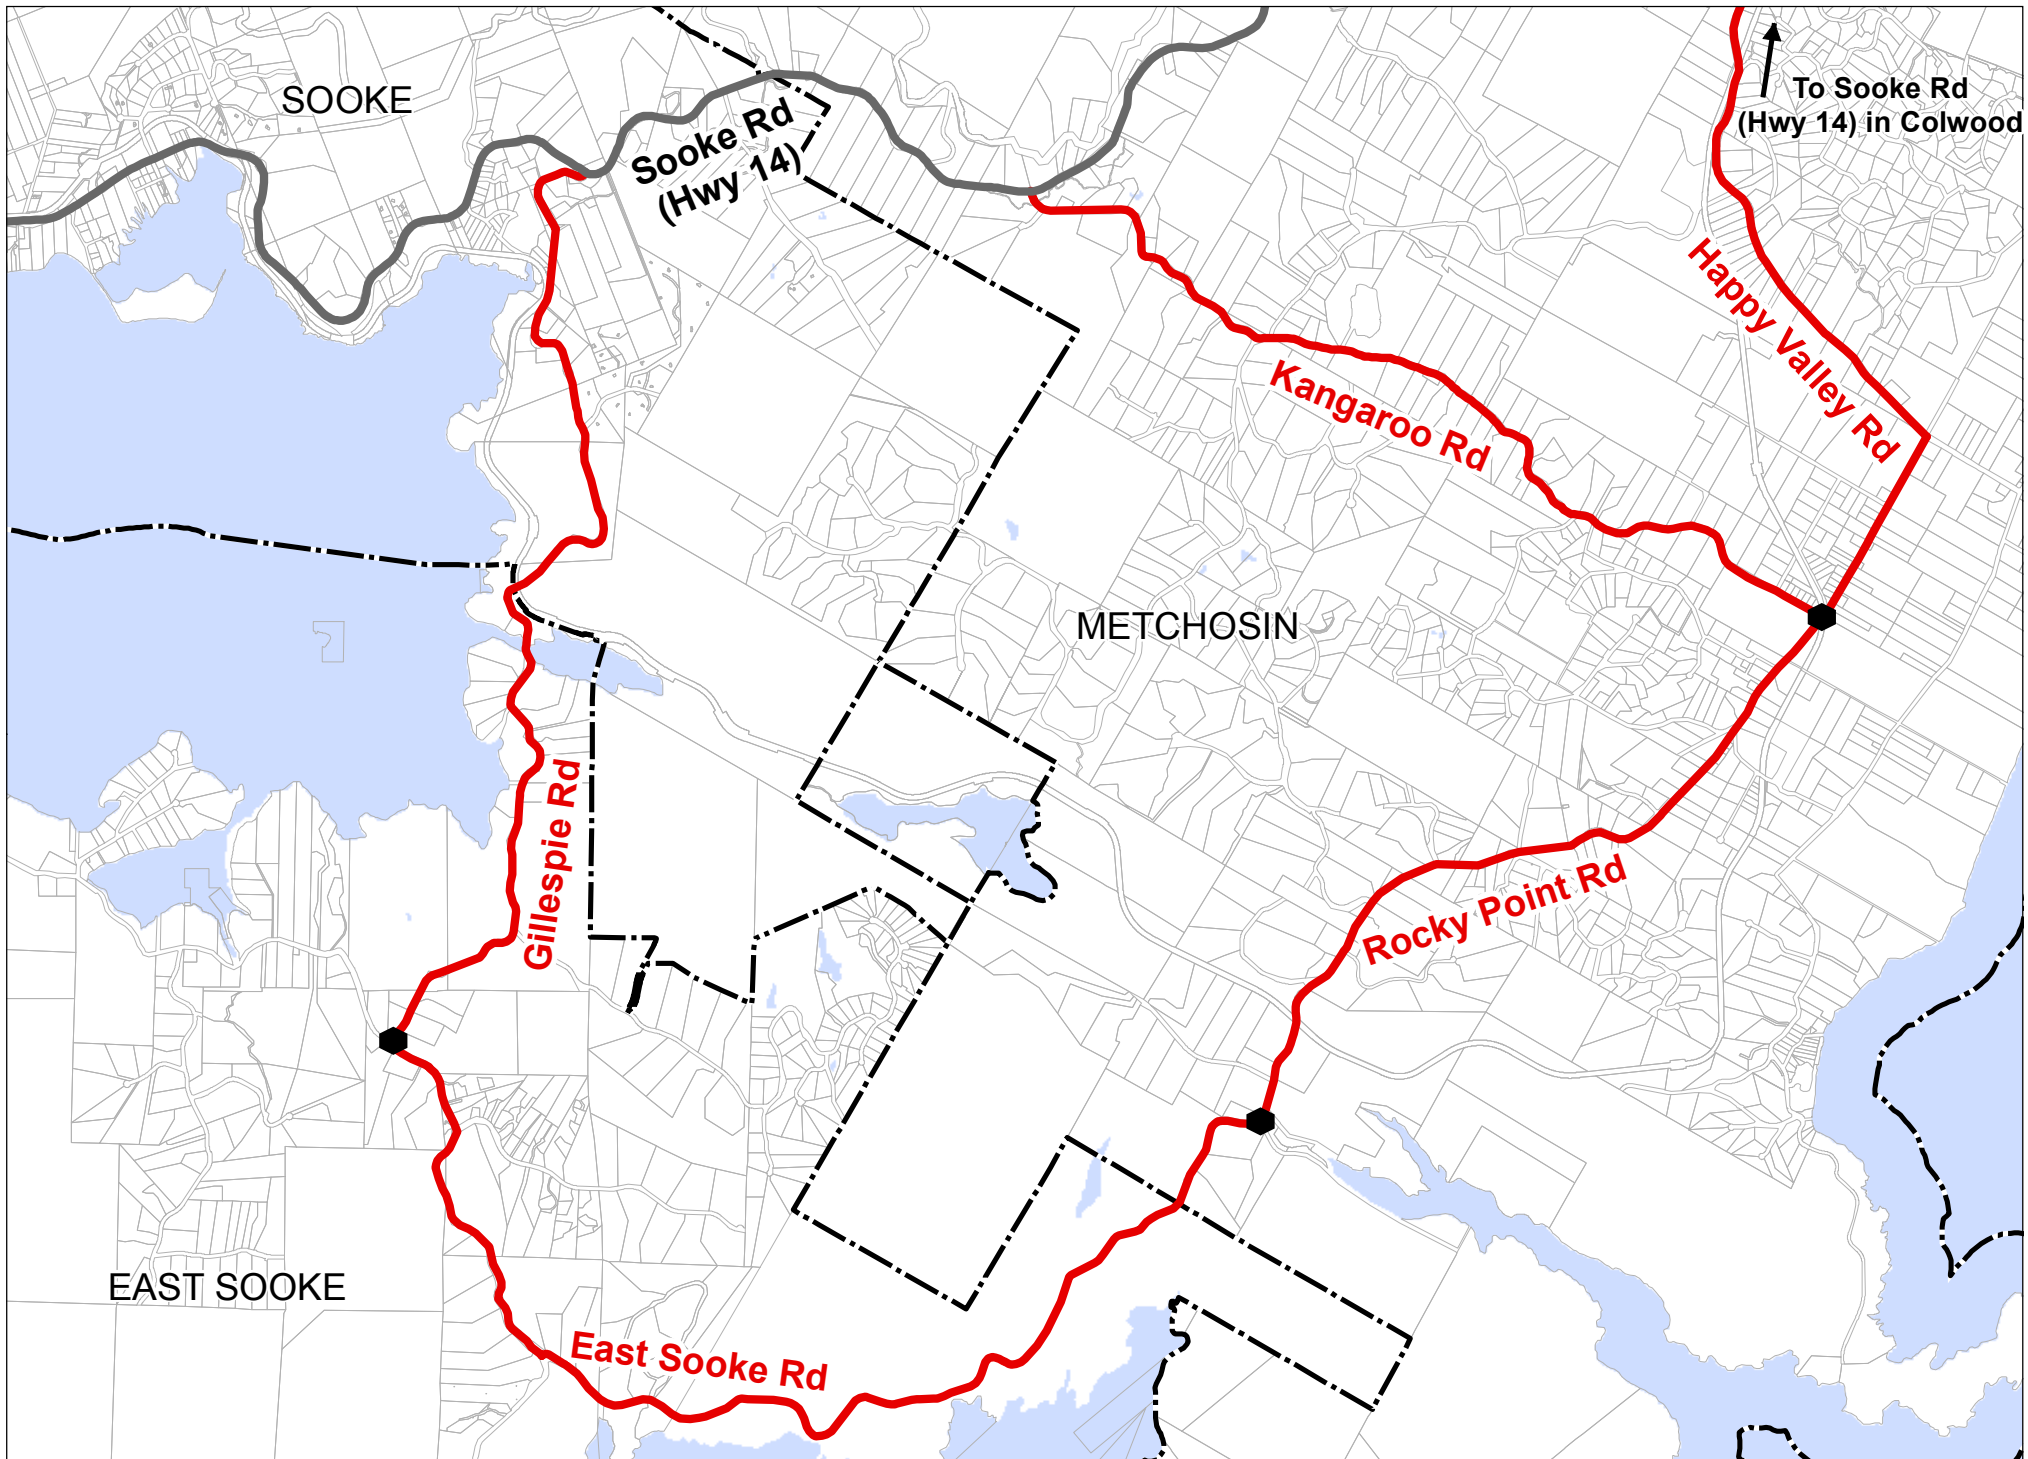 SOOKE
To Sooke Rd
(Hwy 14) in Colwood
Sooke Rd
(Hwy 14)
Happy Valley Rd
Kangaroo Rd
METCHOSIN
Gillespie Rd
Rocky Point Rd
EAST SOOKE
East Sooke Rd